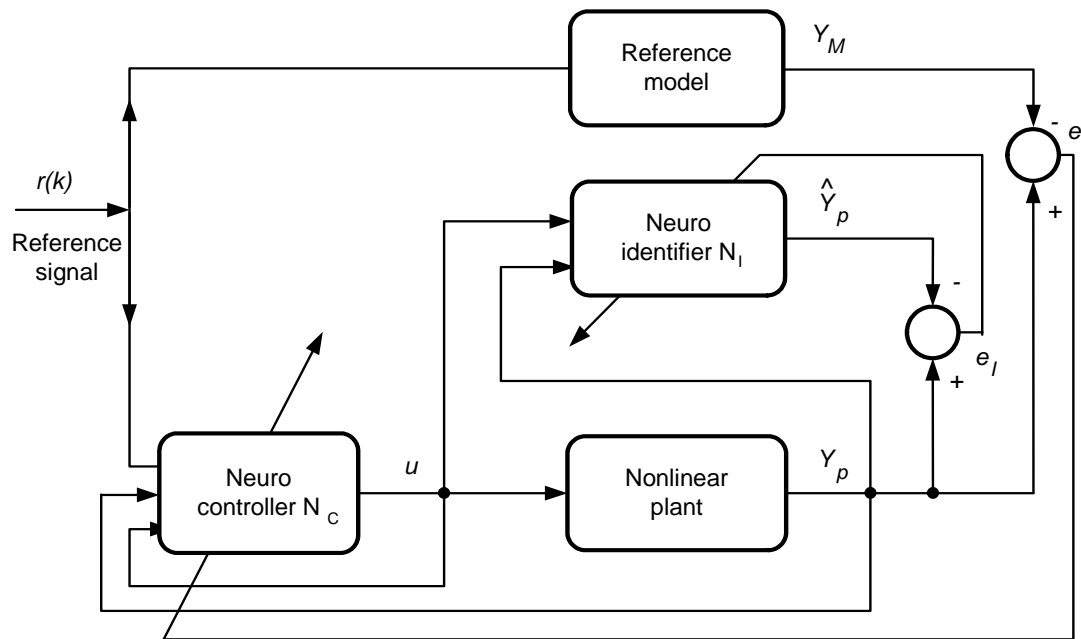 Y_M
Reference
model
-
e
r(k)
Reference
signal
+
Neuro
identifier N_I
Ŷ_p
-
e_I
+
Neuro
controller N_C
u
Nonlinear
plant
Y_p